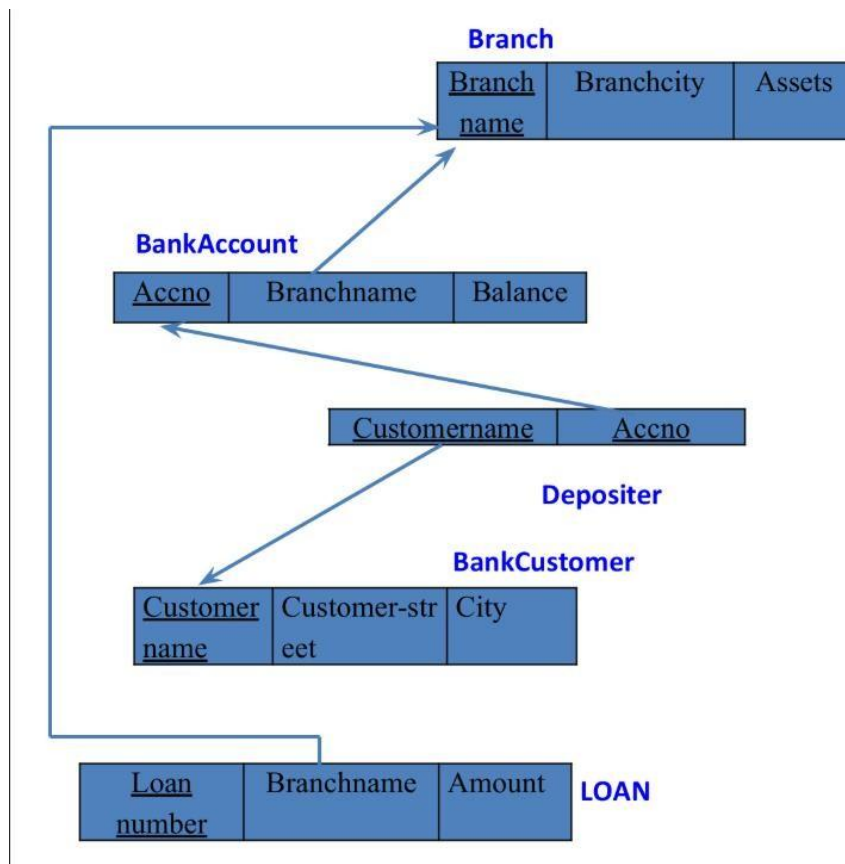 Branch
Branch Branchcity Assets
name
BankAccount
Accno Branchname Balance
Customername Accno
Depositer
BankCustomer
Customer Customer-str City
name eet
Loan Branchname Amount LOAN
number